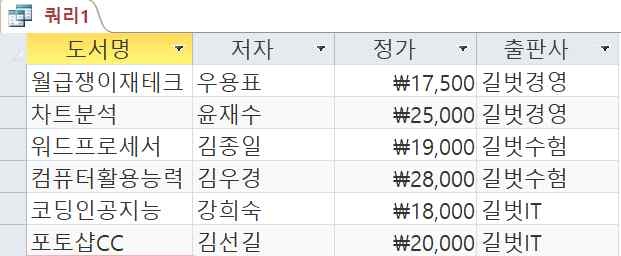 쿼리1
도서명 저자 정가 출판사
월급쟁이재테크 우용표 ₩17,500 길벗경영
차트분석 윤재수 ₩25,000 길벗경영
워드프로세서 김종일 ₩19,000 길벗수험
컴퓨터활용능력 김우경 ₩28,000 길벗수험
코딩인공지능 강희숙 ₩18,000 길벗IT
포토샵CC 김선길 ₩20,000 길벗IT